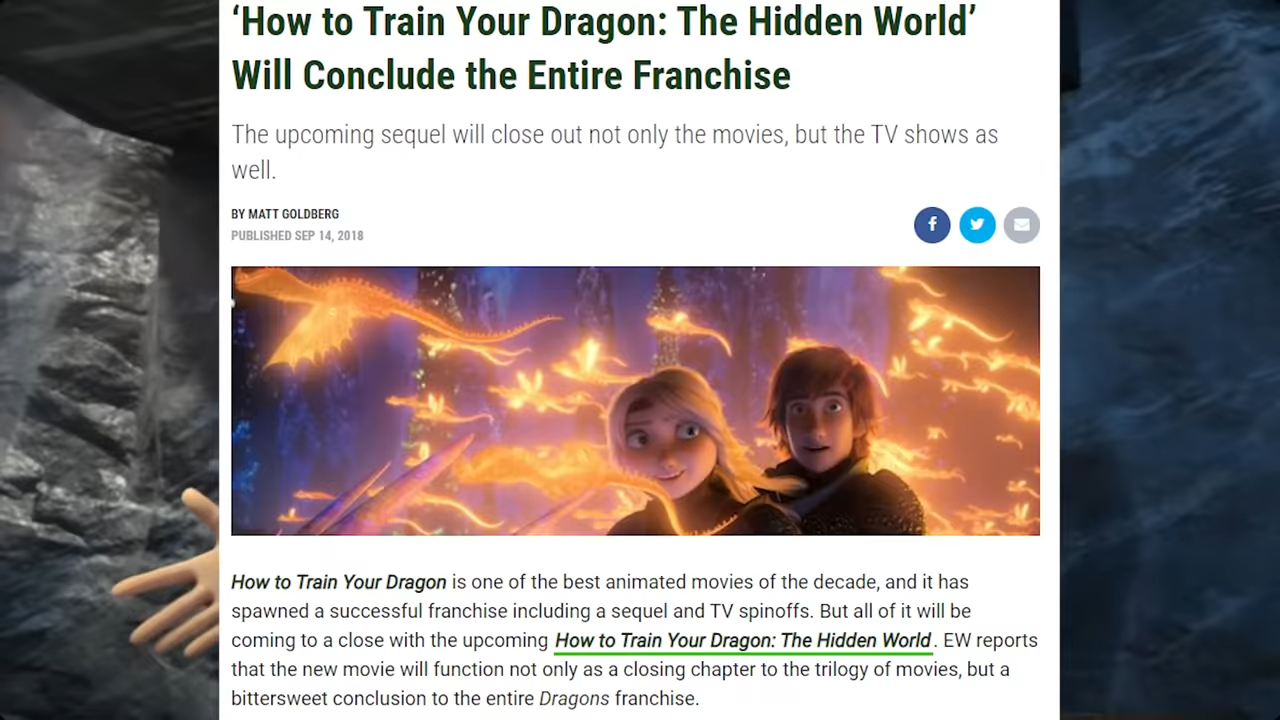 ‘How to Train Your Dragon: The Hidden World’
Will Conclude the Entire Franchise
The upcoming sequel will close out not only the movies, but the TV shows as
well.
BY MATT GOLDBERG
PUBLISHED SEP 14, 2018
How to Train Your Dragon is one of the best animated movies of the decade, and it has
spawned a successful franchise including a sequel and TV spinoffs. But all of it will be
coming to a close with the upcoming How to Train Your Dragon: The Hidden World. EW reports
that the new movie will function not only as a closing chapter to the trilogy of movies, but a
bittersweet conclusion to the entire Dragons franchise.